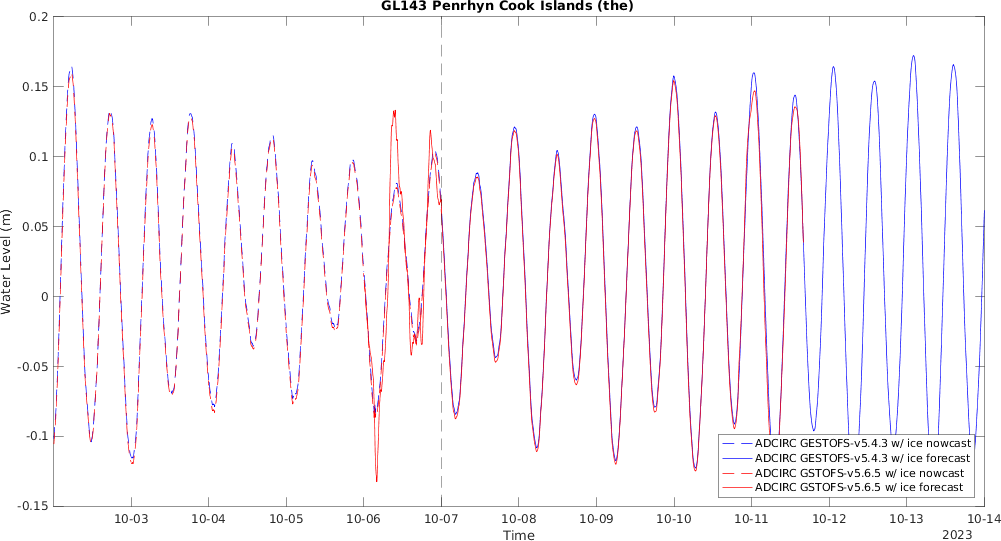 GL143 Penrhyn Cook Islands (the)
0.2
0.15
0.1
0.05
0
-0.05
-0.1
-0.15
Water Level (m)
ADCIRC GESTOFS-v5.4.3 w/ ice nowcast
ADCIRC GESTOFS-v5.4.3 w/ ice forecast
ADCIRC GSTOFS-v5.6.5 w/ ice nowcast
ADCIRC GSTOFS-v5.6.5 w/ ice forecast
10-03 10-04 10-05 10-06 10-07 10-08 10-09 10-10 10-11 10-12 10-13 10-14
Time
2023